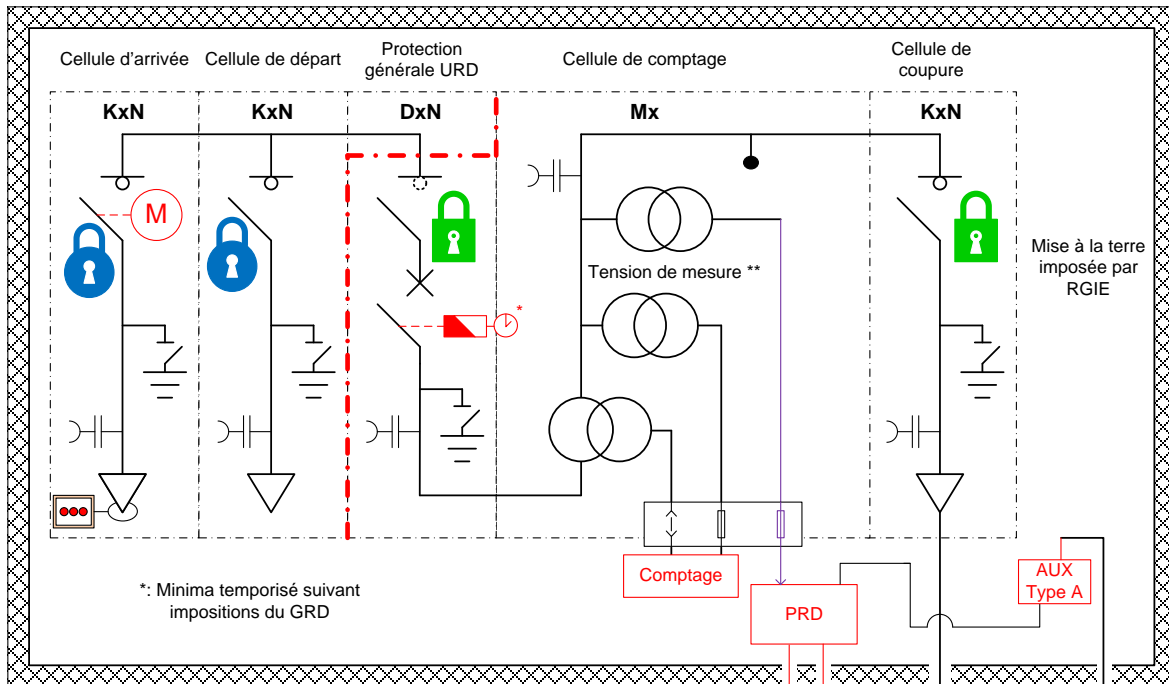 Cellule d'arrivée
Cellule de départ
Protection
générale URD
Cellule de comptage
Cellule de
coupure
KxN
KxN
DxN
Mx
KxN
M
Mise à la terre
imposée par
RGIE
Tension de mesure **
*
Comptage
PRD
AUX
Type A
*: Minima temporisé suivant
impositions du GRD